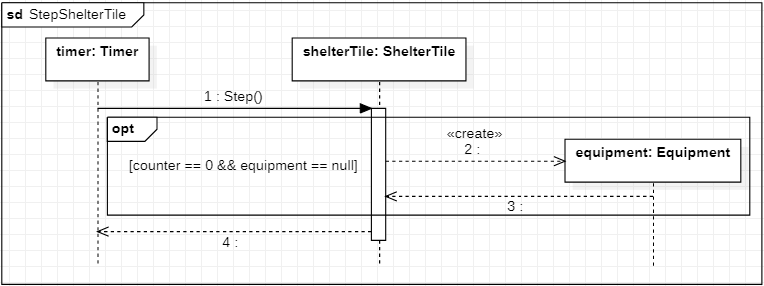 sd StepShelterTile
timer: Timer
shelterTile: ShelterTile
1 : Step()
opt
«create»
2 :
equipment: Equipment
[counter == 0 && equipment == null]
3 :
4 :